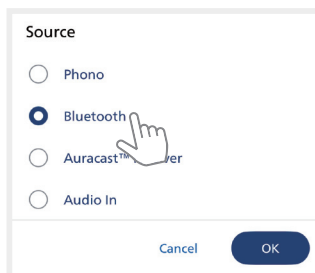 Source
Phono
Bluetooth
Auracast™
Audio In
Cancel OK